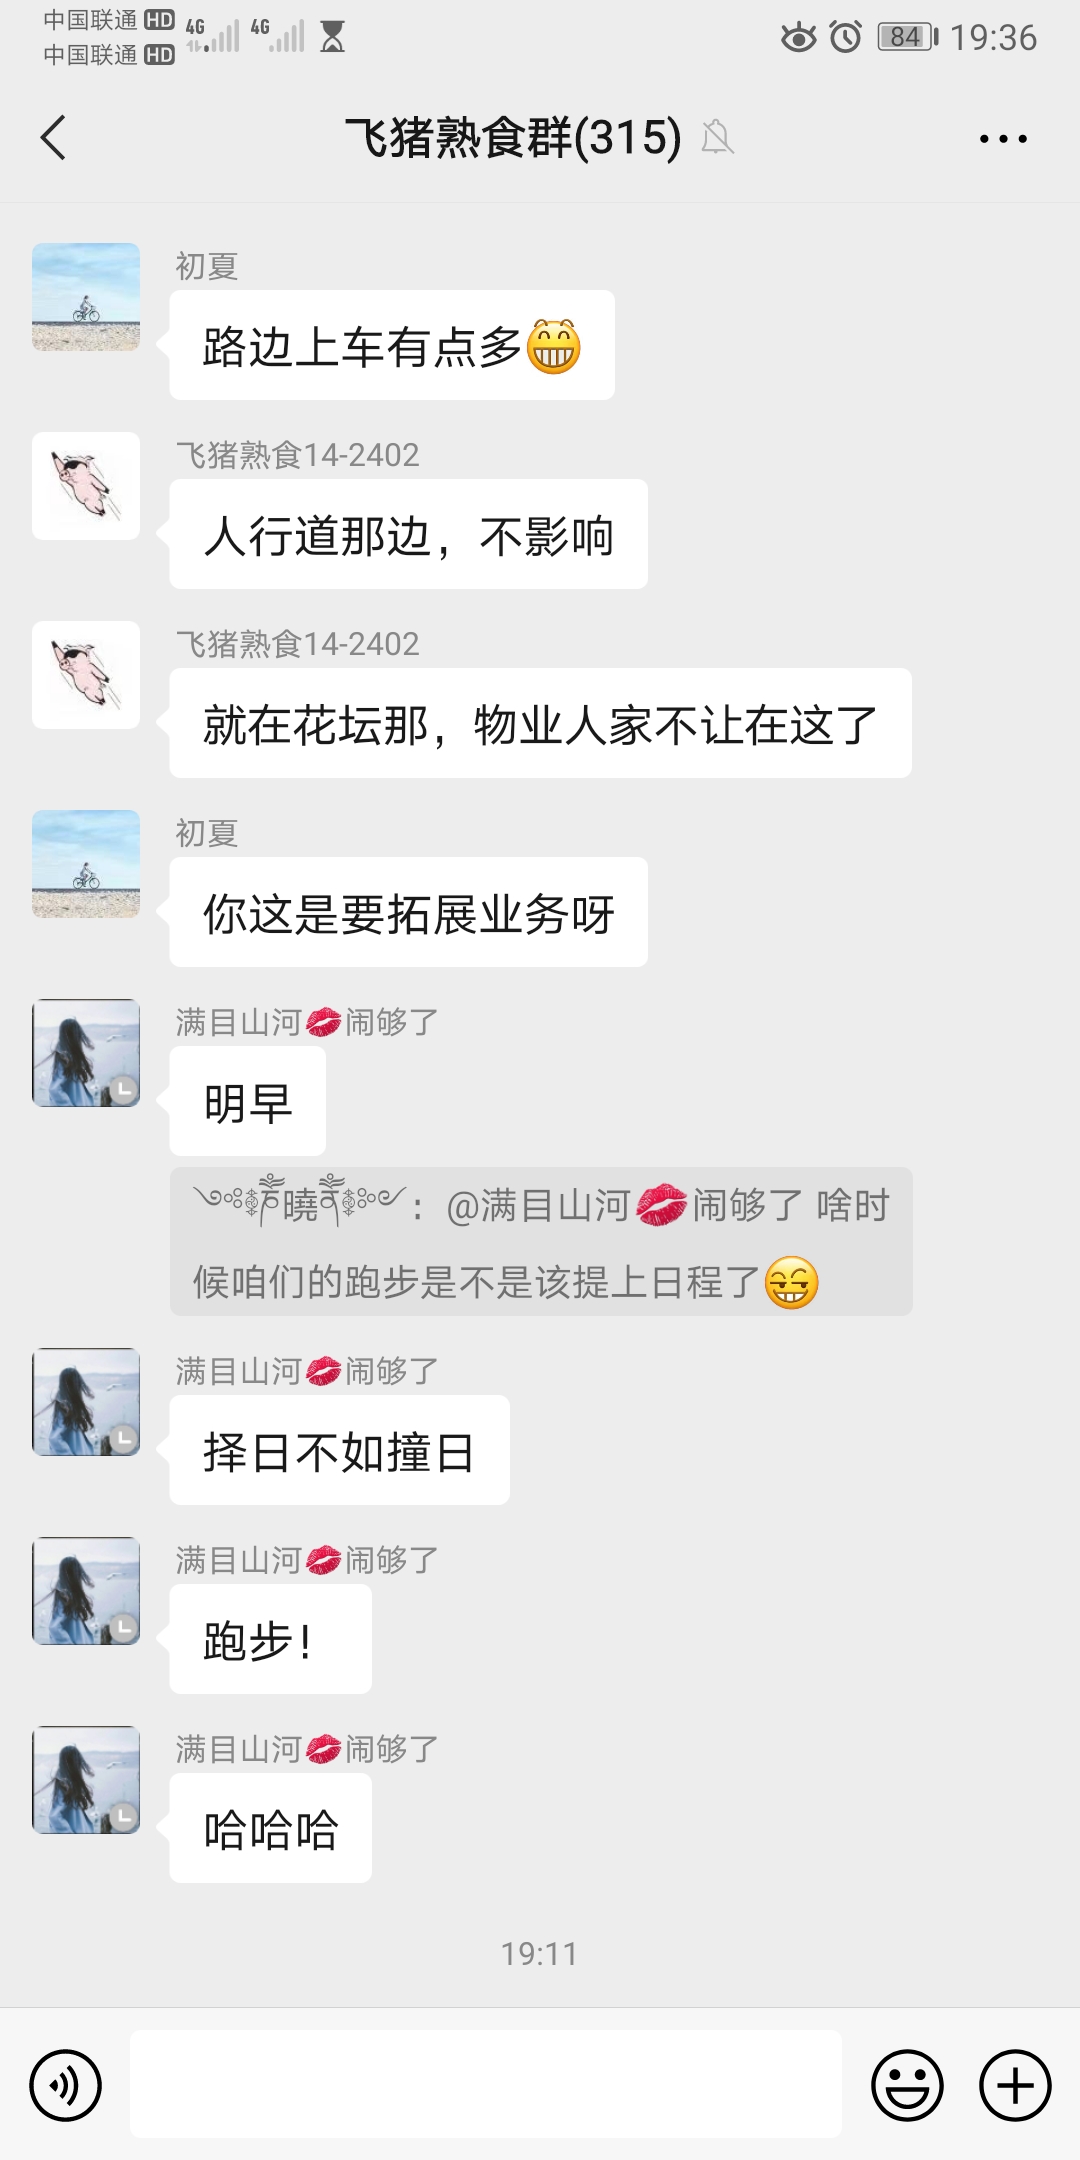 中国联通 HD 4G 4G 84 19:36
中国联通 HD
飞猪熟食群(315)
初夏
路边上车有点多😁
飞猪熟食14-2402
人行道那边，不影响
飞猪熟食14-2402
就在花坛那，物业人家不让在这了
初夏
你这是要拓展业务呀
满目山河💋闹够了
明早
曉：@满目山河💋闹够了 啥时
候咱们的跑步是不是该提上日程了
满目山河💋闹够了
择日不如撞日
满目山河💋闹够了
跑步！
满目山河💋闹够了
哈哈哈
19:11